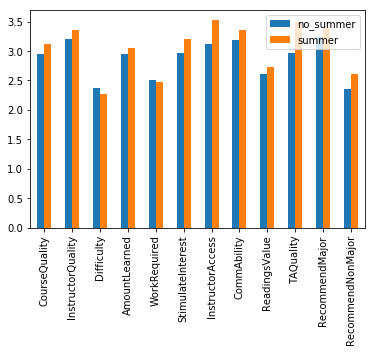 3.5
3.0
2.5
2.0
1.5
1.0
0.5
0.0
no_summer
summer
CourseQuality
InstructorQuality
Difficulty
AmountLearned
WorkRequired
StimulateInterest
InstructorAccess
CommAbility
ReadingsValue
TAQuality
RecommendMajor
RecommendNonMajor